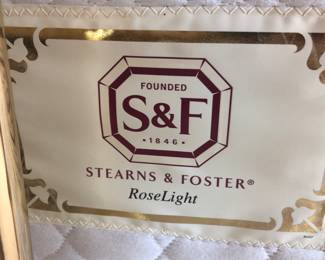 FOUNDED
S&F
· 1846 ·
STEARNS & FOSTER®
RoseLight